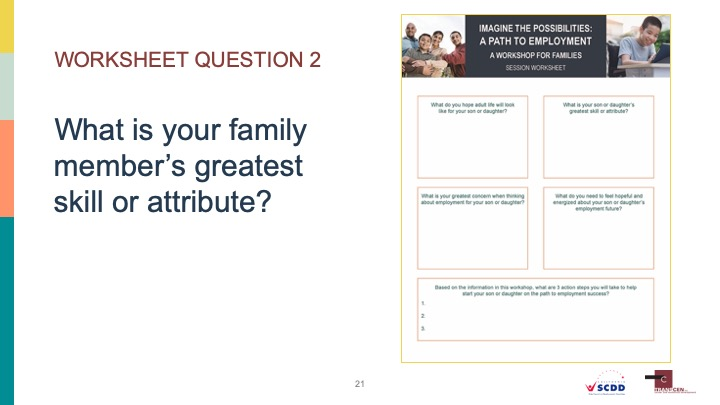 WORKSHEET QUESTION 2
What is your family
member’s greatest
skill or attribute?
IMAGINE THE POSSIBILITIES:
A PATH TO EMPLOYMENT
A WORKSHOP FOR FAMILIES
SESSION WORKSHEET
What do you hope adult life will look
like for your son or daughter?
What is your son or daughter’s
greatest skill or attribute?
What is your greatest concern when thinking
about employment for your son or daughter?
What do you need to feel hopeful and
energized about your son or daughter’s
employment future?
Based on the information in this workshop, what are 3 action steps you will take to help
start your son or daughter on the path to employment success?
1.
2.
3.
21
SCDD